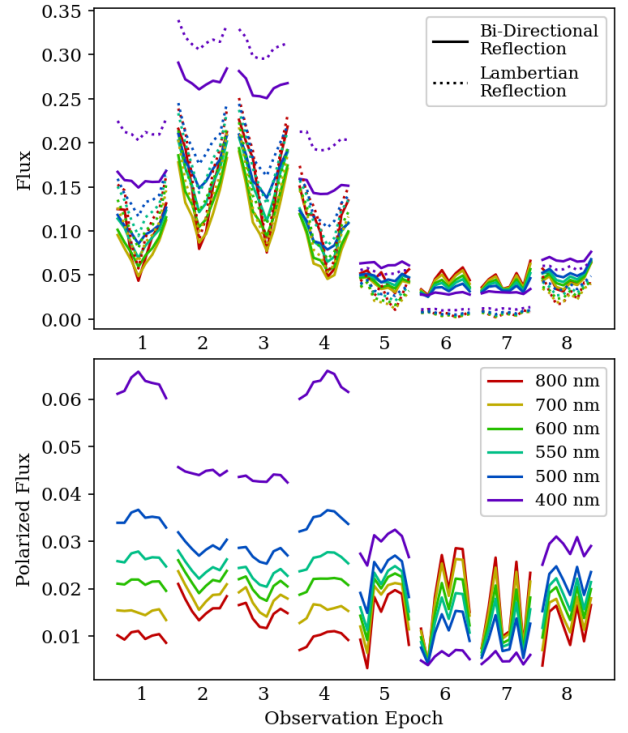 0.35
0.30
0.25
0.20
0.15
0.10
0.05
0.00
Flux
Bi-Directional
Reflection
Lambertian
Reflection
1 2 3 4 5 6 7 8
0.06
0.05
0.04
0.03
0.02
0.01
Polarized Flux
800 nm
700 nm
600 nm
550 nm
500 nm
400 nm
1 2 3 4 5 6 7 8
Observation Epoch